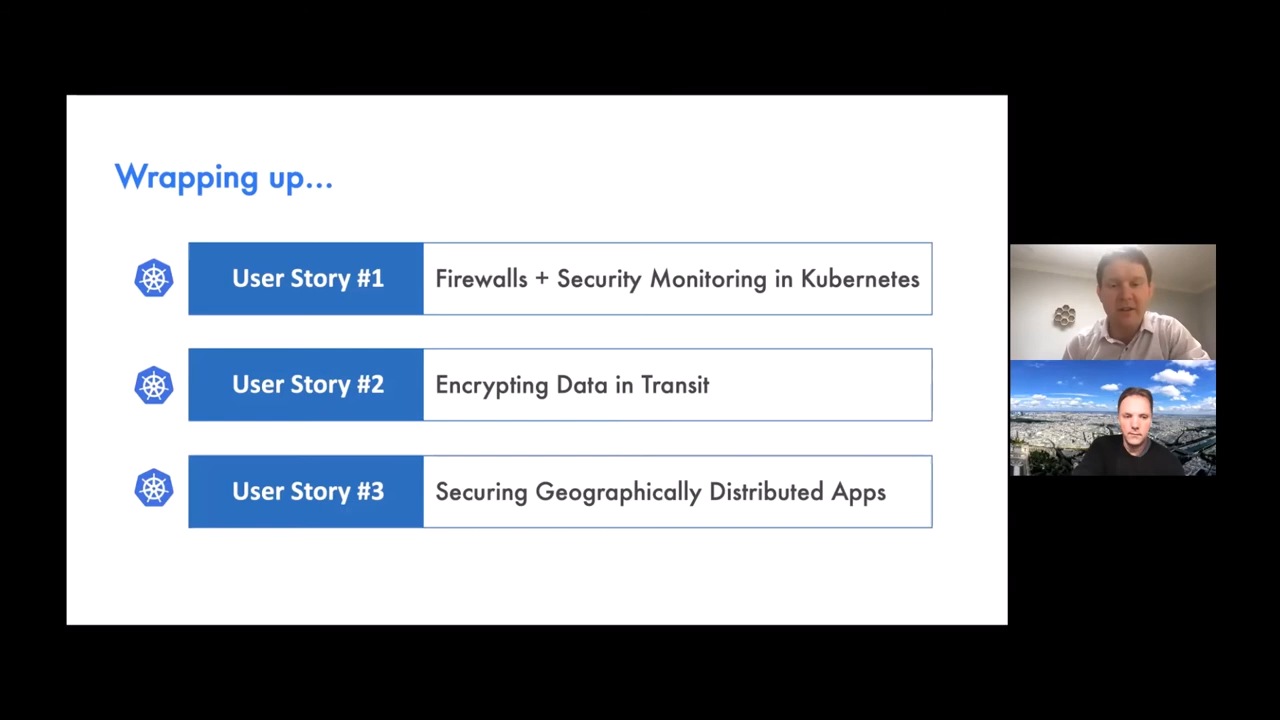 Wrapping up...
User Story #1 Firewalls + Security Monitoring in Kubernetes
User Story #2 Encrypting Data in Transit
User Story #3 Securing Geographically Distributed Apps